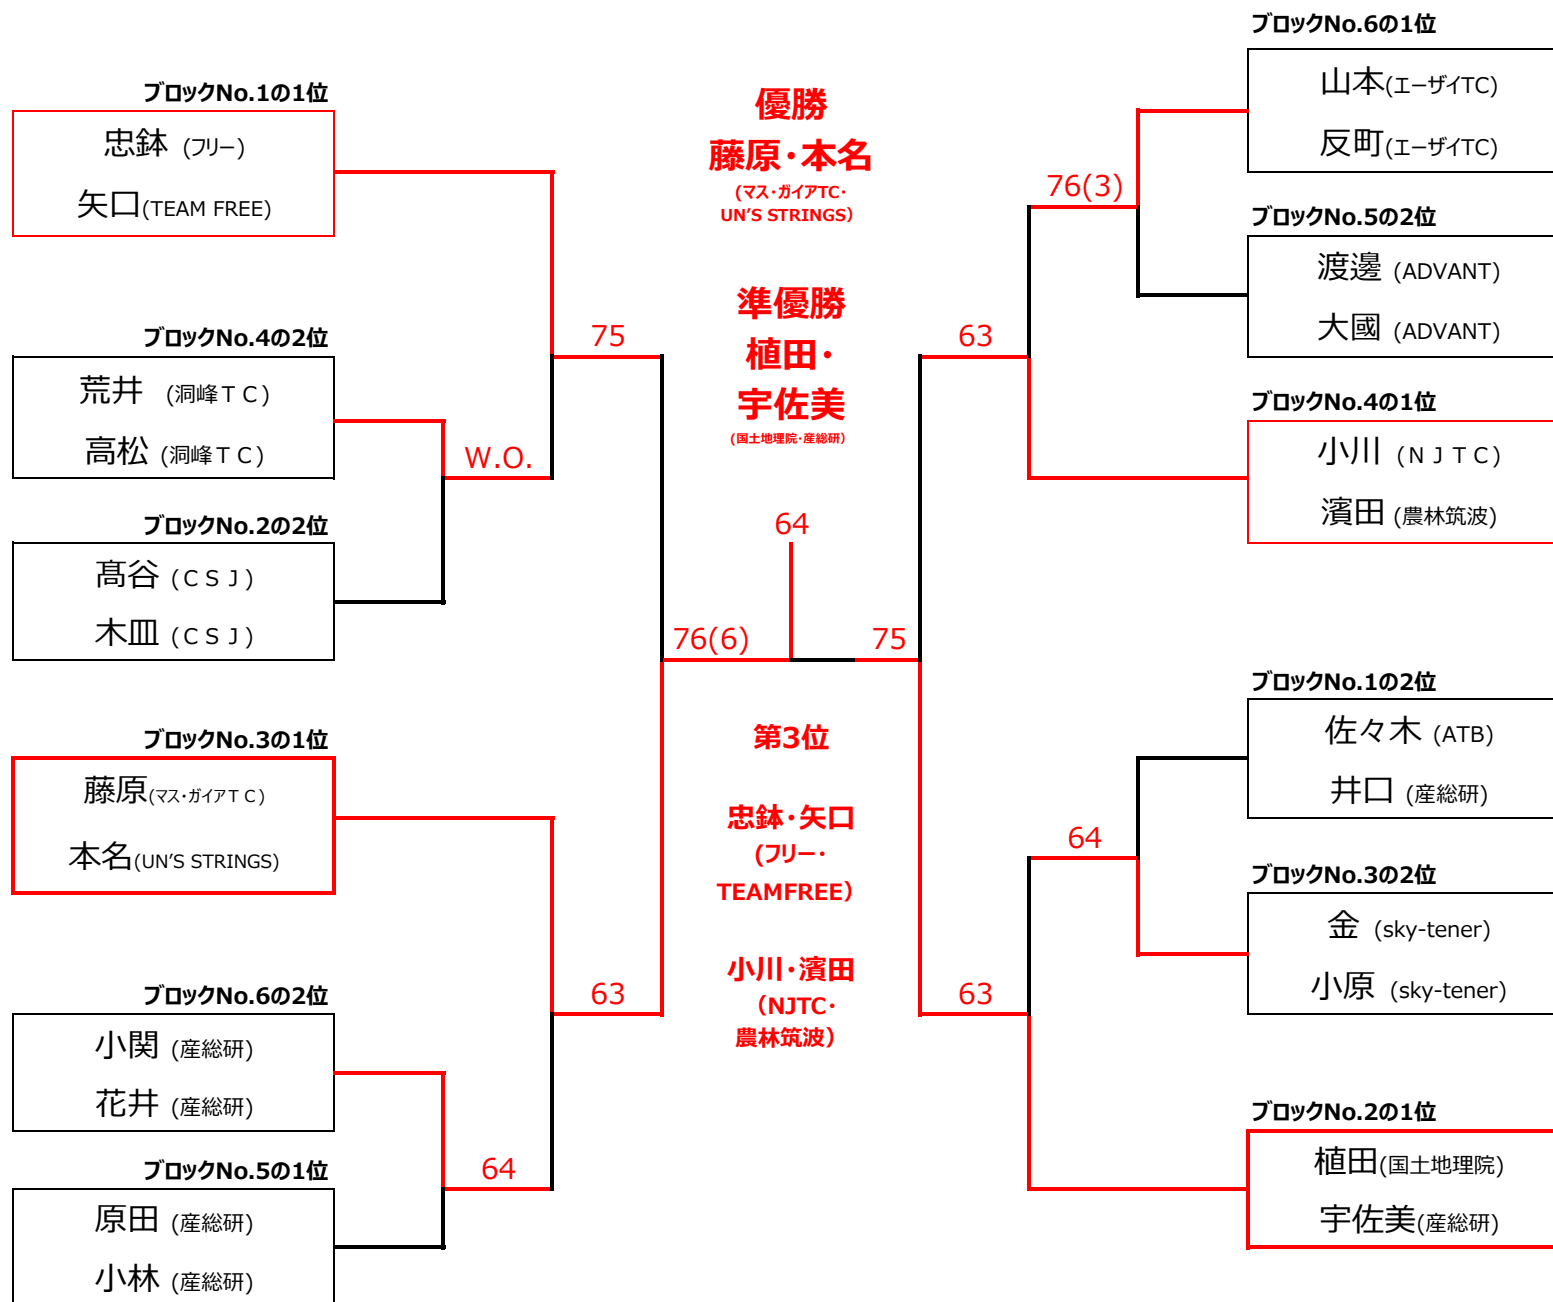 ブロックNo.1の1位
忠鉢 (フリー)
矢口(TEAM FREE)
ブロックNo.4の2位
荒井 (洞峰ＴＣ)
高松 (洞峰ＴＣ)
ブロックNo.2の2位
髙谷 (ＣＳＪ)
木皿 (ＣＳＪ)
ブロックNo.3の1位
藤原(マス・ガイアＴＣ)
本名(UN'S STRINGS)
ブロックNo.6の2位
小関 (産総研)
花井 (産総研)
ブロックNo.5の1位
原田 (産総研)
小林 (産総研)
75
W.O.
76(6)
63
64
優勝
藤原・本名
(マス・ガイアTC・
UN'S STRINGS)
準優勝
植田・
宇佐美
(国土地理院・産総研)
64
第3位
忠鉢・矢口
(フリー・
TEAMFREE)
小川・濱田
(NJTC・
農林筑波)
76(3)
63
75
64
63
ブロックNo.6の1位
山本(エーザイTC)
反町(エーザイTC)
ブロックNo.5の2位
渡邊 (ADVANT)
大國 (ADVANT)
ブロックNo.4の1位
小川 (ＮＪＴＣ)
濱田 (農林筑波)
ブロックNo.1の2位
佐々木 (ATB)
井口 (産総研)
ブロックNo.3の2位
金 (sky-tener)
小原 (sky-tener)
ブロックNo.2の1位
植田(国土地理院)
宇佐美(産総研)